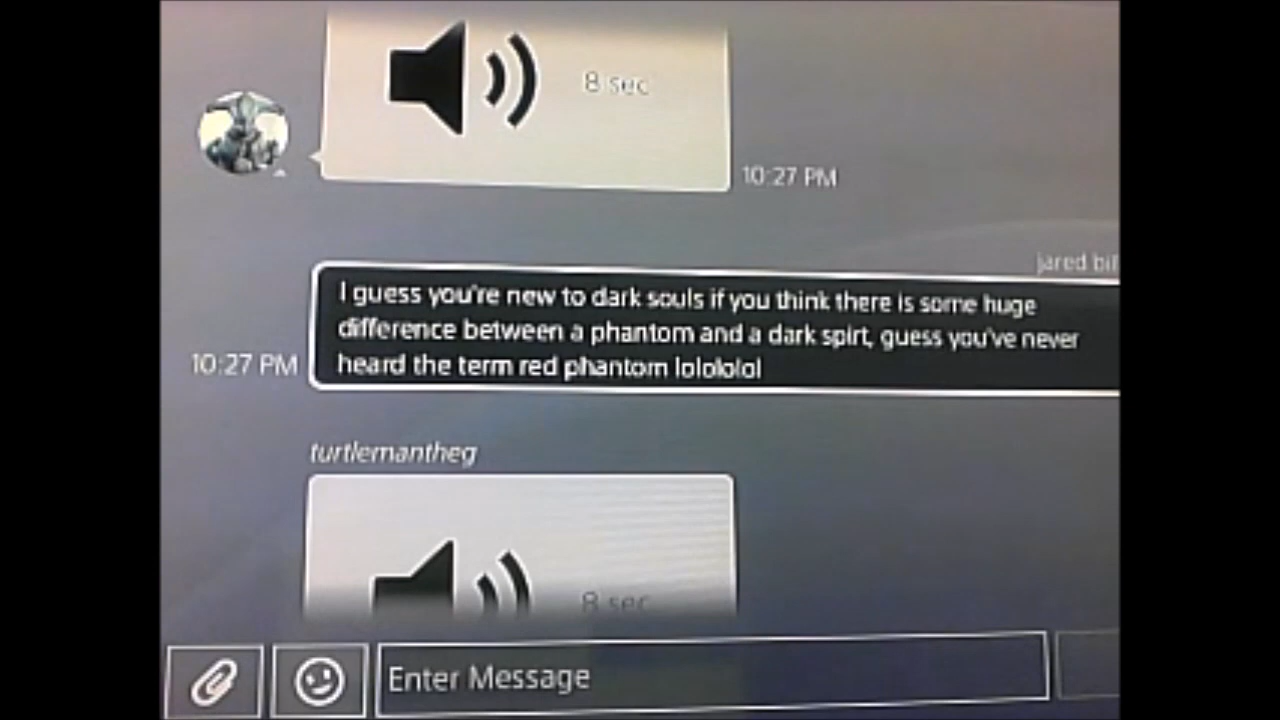 8 sec
10:27 PM
jared bil
I guess you're new to dark souls if you think there is some huge
difference between a phantom and a dark spirt, guess you've never
heard the term red phantom lolololol
10:27 PM
turtlemantheg
8 sec
Enter Message